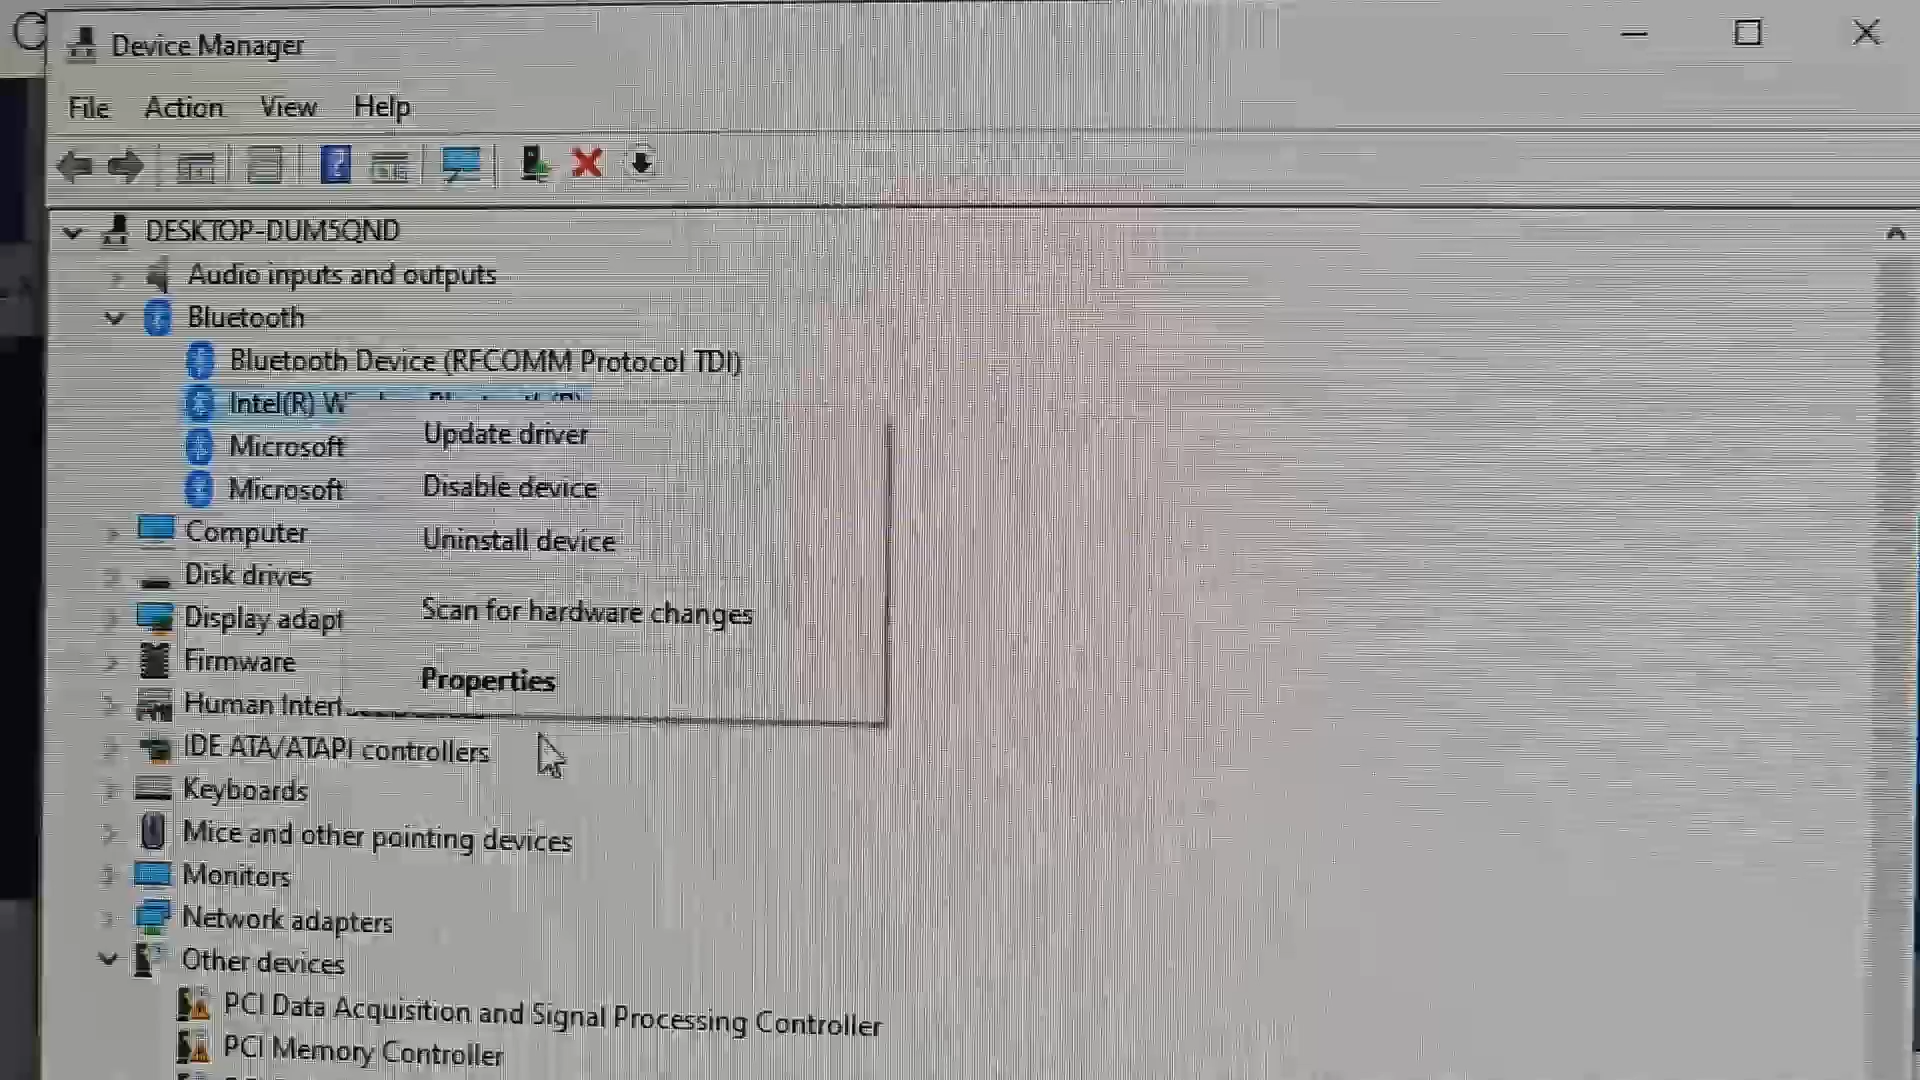 Device Manager
File Action View Help
DESKTOP-DUM5QND
Audio inputs and outputs
Bluetooth
Bluetooth Device (RFCOMM Protocol TDI)
Intel(R) W
Microsoft
Microsoft
Computer
Disk drives
Display adapt
Firmware
Human Interf
IDE ATA/ATAPI controllers
Keyboards
Mice and other pointing devices
Monitors
Network adapters
Other devices
PCI Data Acquisition and Signal Processing Controller
PCI Memory Controller
Update driver
Disable device
Uninstall device
Scan for hardware changes
Properties